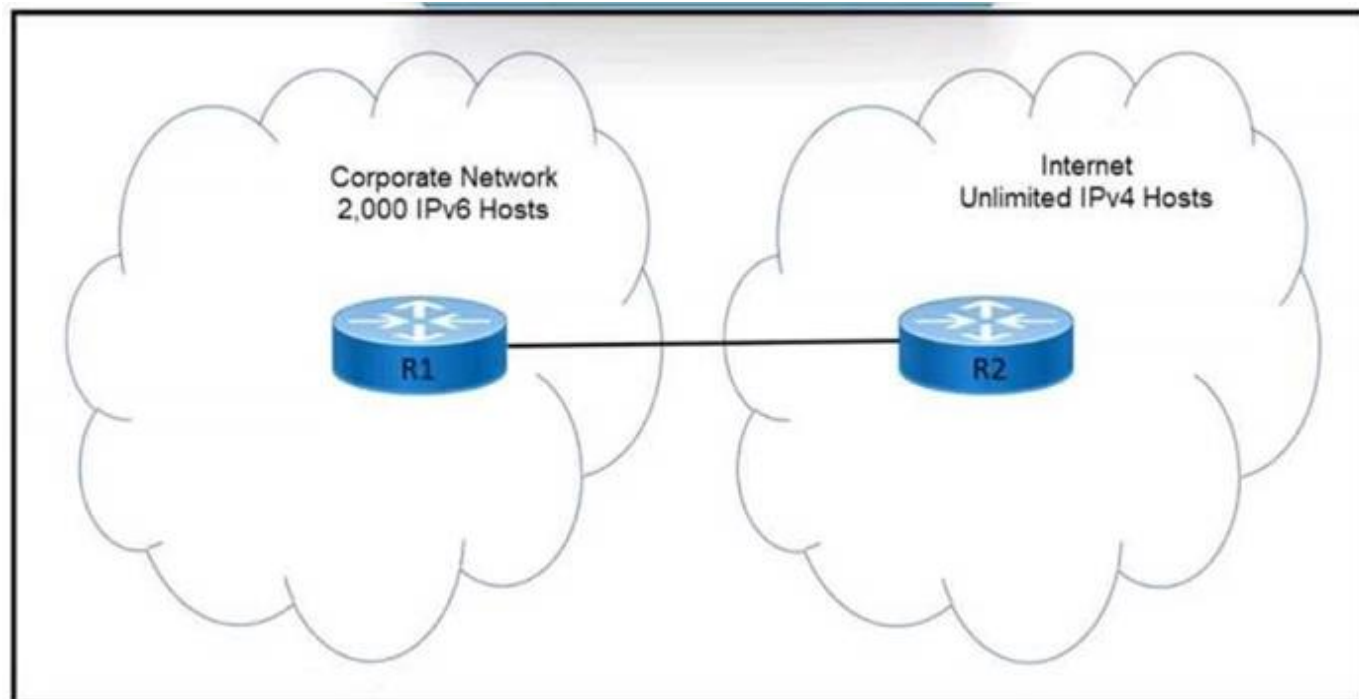 Corporate Network
2,000 IPv6 Hosts
Internet
Unlimited IPv4 Hosts
R1
R2